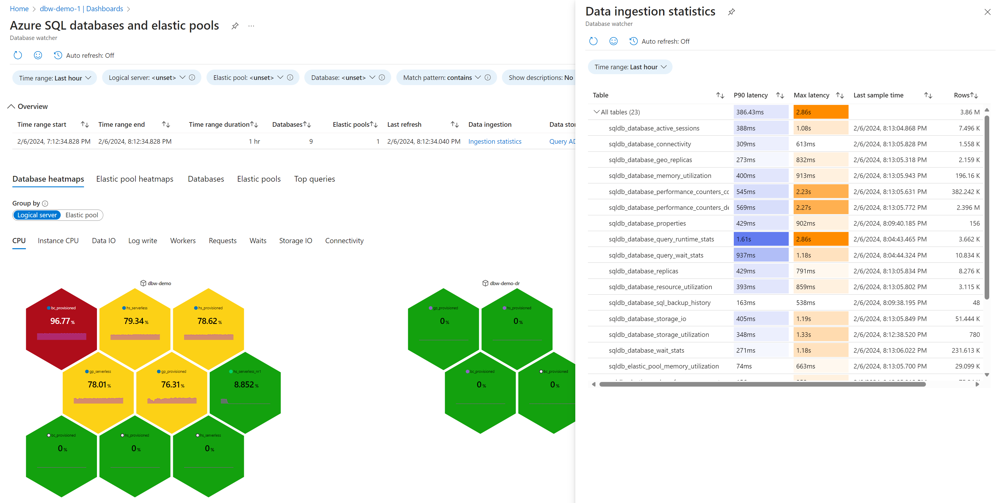 Home > dbw-demo-1 | Dashboards >
Azure SQL databases and elastic pools ...
Database watcher
Auto refresh: Off
Time range: Last hour Logical server: <unset> Elastic pool: <unset> Database: <unset> Match pattern: contains Show descriptions: No
Overview
Time range start Time range end Time range duration Databases Elastic pools Last refresh Data ingestion Data
2/6/2024, 7:12:34.828 PM 2/6/2024, 8:12:34.828 PM 1 hr 9 1 2/6/2024, 8:12:34.040 PM Ingestion statistics Query
Database heatmaps Elastic pool heatmaps Databases Elastic pools Top queries
Group by
Logical server Elastic pool
CPU Instance CPU Data IO Log write Workers Requests Waits Storage IO Connectivity
dbw-demo
bc_provisioned hs_serverless hs_provisioned
96.77 % 79.34 % 78.62 %
gp_serverless gp_provisioned hs_serverless_nr1
78.01 % 76.31 % 8.852 %
bc_provisioned hs_provisioned hs_serverless
0 % 0 % 0 %
dbw-demo-dr
gp_provisioned hs_provisioned
0 % 0 %
bc_provisioned bc_provisioned
0 % 0 %
Data ingestion statistics
Database watcher
Auto refresh: Off
Time range: Last hour
Table P90 latency Max latency Last sample time Rows
All tables (23) 386.43ms 2.86s 3.86 M
sqldb_database_active_sessions 388ms 1.08s 2/6/2024, 8:13:04.868 PM 7.496 K
sqldb_database_connectivity 309ms 613ms 2/6/2024, 8:13:05.828 PM 1.558 K
sqldb_database_geo_replicas 273ms 832ms 2/6/2024, 8:13:05.318 PM 2.159 K
sqldb_database_memory_utilization 400ms 913ms 2/6/2024, 8:13:05.943 PM 196.16 K
sqldb_database_performance_counters_cc 545ms 2.23s 2/6/2024, 8:13:05.631 PM 382.242 K
sqldb_database_performance_counters_de 569ms 2.27s 2/6/2024, 8:13:05.772 PM 2.396 M
sqldb_database_properties 429ms 902ms 2/6/2024, 8:09:40.185 PM 156
sqldb_database_query_runtime_stats 1.61s 2.86s 2/6/2024, 8:04:43.465 PM 3.662 K
sqldb_database_query_wait_stats 937ms 1.18s 2/6/2024, 8:04:44.324 PM 10.834 K
sqldb_database_replicas 429ms 791ms 2/6/2024, 8:13:05.834 PM 8.276 K
sqldb_database_resource_utilization 393ms 859ms 2/6/2024, 8:13:05.802 PM 3.115 K
sqldb_database_sql_backup_history 163ms 538ms 2/6/2024, 8:09:38.195 PM 48
sqldb_database_storage_io 405ms 1.19s 2/6/2024, 8:13:05.849 PM 51.444 K
sqldb_database_storage_utilization 348ms 1.33s 2/6/2024, 8:12:38.520 PM 780
sqldb_database_wait_stats 271ms 1.18s 2/6/2024, 8:13:06.022 PM 231.613 K
sqldb_elastic_pool_memory_utilization 74ms 663ms 2/6/2024, 8:13:05.700 PM 29.099 K